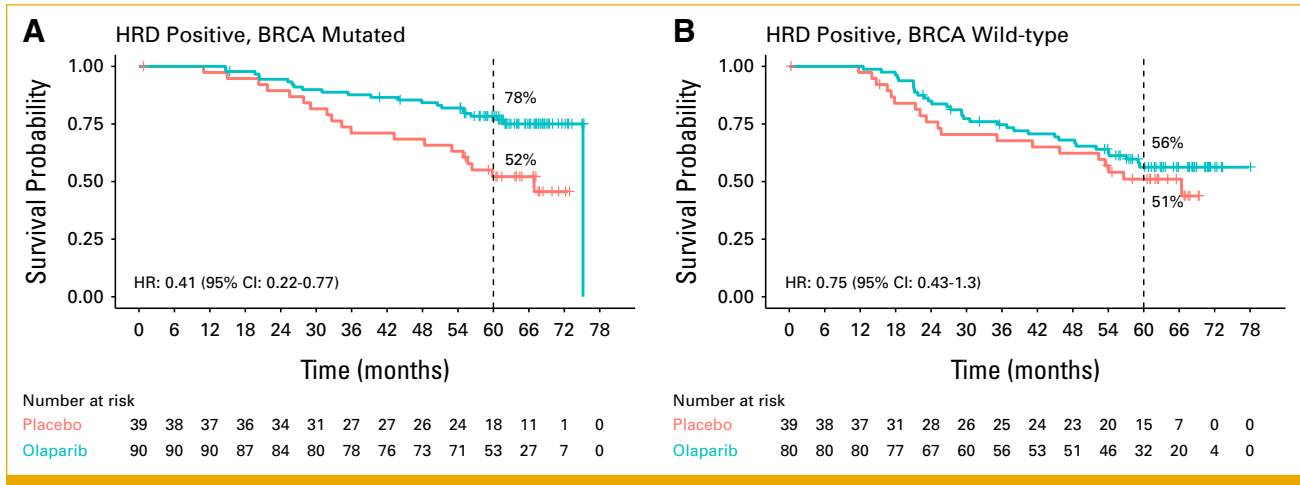 A
HRD Positive, BRCA Mutated
Survival Probability
1.00
0.75
0.50
0.25
0.00
78%
52%
HR: 0.41 (95% CI: 0.22-0.77)
0 6 12 18 24 30 36 42 48 54 60 66 72 78
Time (months)
Number at risk
Placebo 39 38 37 36 34 31 27 27 26 24 18 11 1 0
Olaparib 90 90 90 87 84 80 78 76 73 71 53 27 7 0
B
HRD Positive, BRCA Wild-type
Survival Probability
1.00
0.75
0.50
0.25
0.00
56%
51%
HR: 0.75 (95% CI: 0.43-1.3)
0 6 12 18 24 30 36 42 48 54 60 66 72 78
Time (months)
Number at risk
Placebo 39 38 37 31 28 26 25 24 23 20 15 7 0 0
Olaparib 80 80 80 77 67 60 56 53 51 46 32 20 4 0